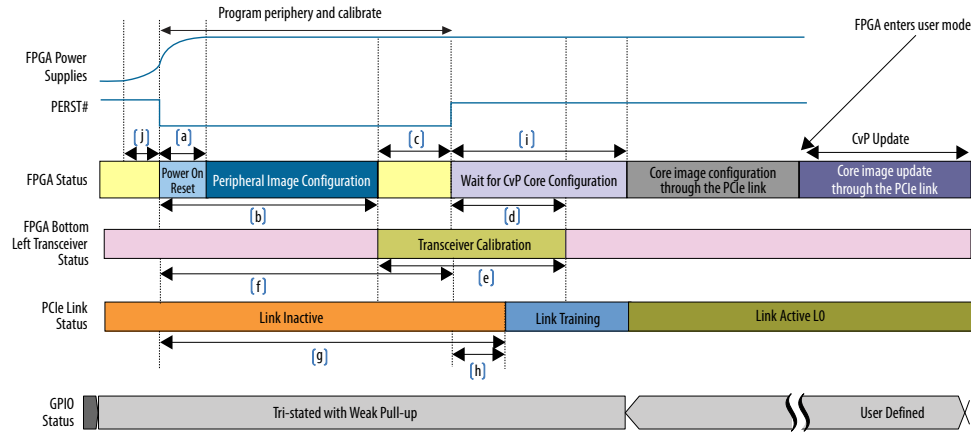 Program periphery and calibrate
FPGA enters user mode
FPGA Power
Supplies
PERST#
[j]
[a]
[c]
[i]
CvP Update
FPGA Status
Power On
Reset
Peripheral Image Configuration
Wait for CvP Core Configuration
Core image configuration
through the PCIe link
Core image update
through the PCIe link
[b]
[d]
FPGA Bottom
Left Transceiver
Status
Transceiver Calibration
[f]
[e]
PCIe Link
Status
Link Inactive
Link Training
Link Active L0
[g]
[h]
GPIO
Status
Tri-stated with Weak Pull-up
User Defined